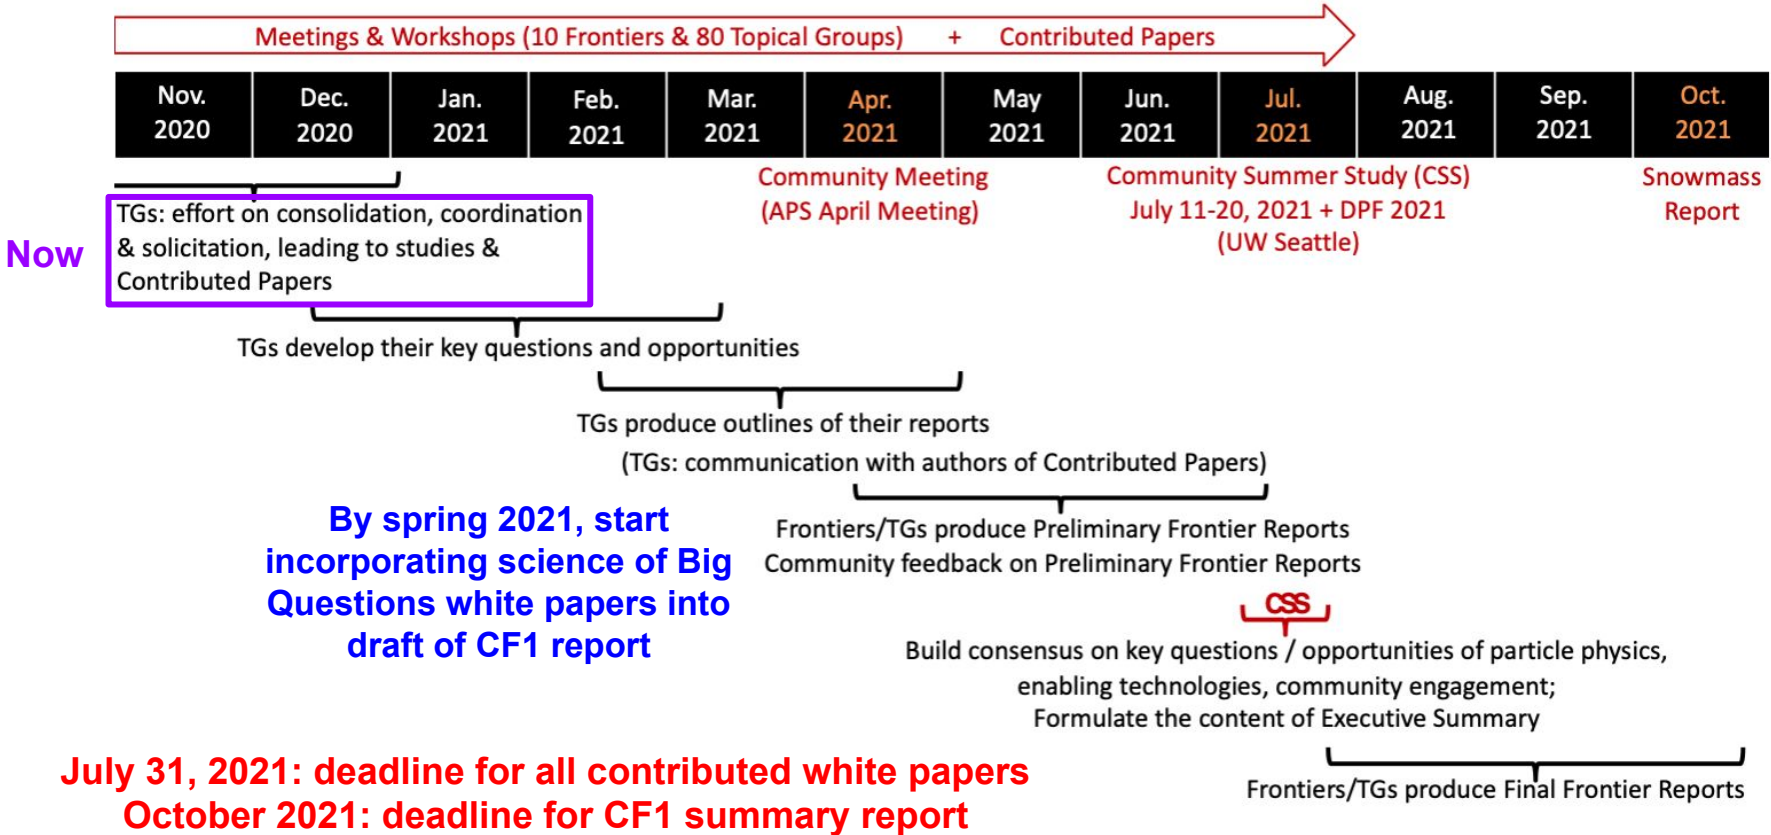 Meetings & Workshops (10 Frontiers & 80 Topical Groups) + Contributed Papers
Nov. 2020
Dec. 2020
Jan. 2021
Feb. 2021
Mar. 2021
Apr. 2021
May 2021
Jun. 2021
Jul. 2021
Aug. 2021
Sep. 2021
Oct. 2021
Community Meeting
(APS April Meeting)
Community Summer Study (CSS)
July 11-20, 2021 + DPF 2021
(UW Seattle)
Snowmass
Report
Now
TGs: effort on consolidation, coordination
& solicitation, leading to studies &
Contributed Papers
TGs develop their key questions and opportunities
TGs produce outlines of their reports
(TGs: communication with authors of Contributed Papers)
Frontiers/TGs produce Preliminary Frontier Reports
Community feedback on Preliminary Frontier Reports
By spring 2021, start
incorporating science of Big
Questions white papers into
draft of CF1 report
CSS
Build consensus on key questions / opportunities of particle physics,
enabling technologies, community engagement;
Formulate the content of Executive Summary
Frontiers/TGs produce Final Frontier Reports
July 31, 2021: deadline for all contributed white papers
October 2021: deadline for CF1 summary report